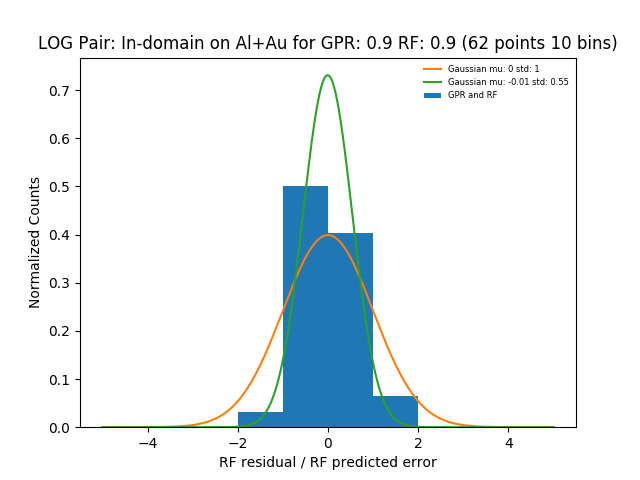 LOG Pair: In-domain on Al+Au for GPR: 0.9 RF: 0.9 (62 points 10 bins)
Gaussian mu: 0 std: 1
Gaussian mu: -0.01 std: 0.55
GPR and RF
Normalized Counts
0.7
0.6
0.5
0.4
0.3
0.2
0.1
0.0
−4 −2 0 2 4
RF residual / RF predicted error